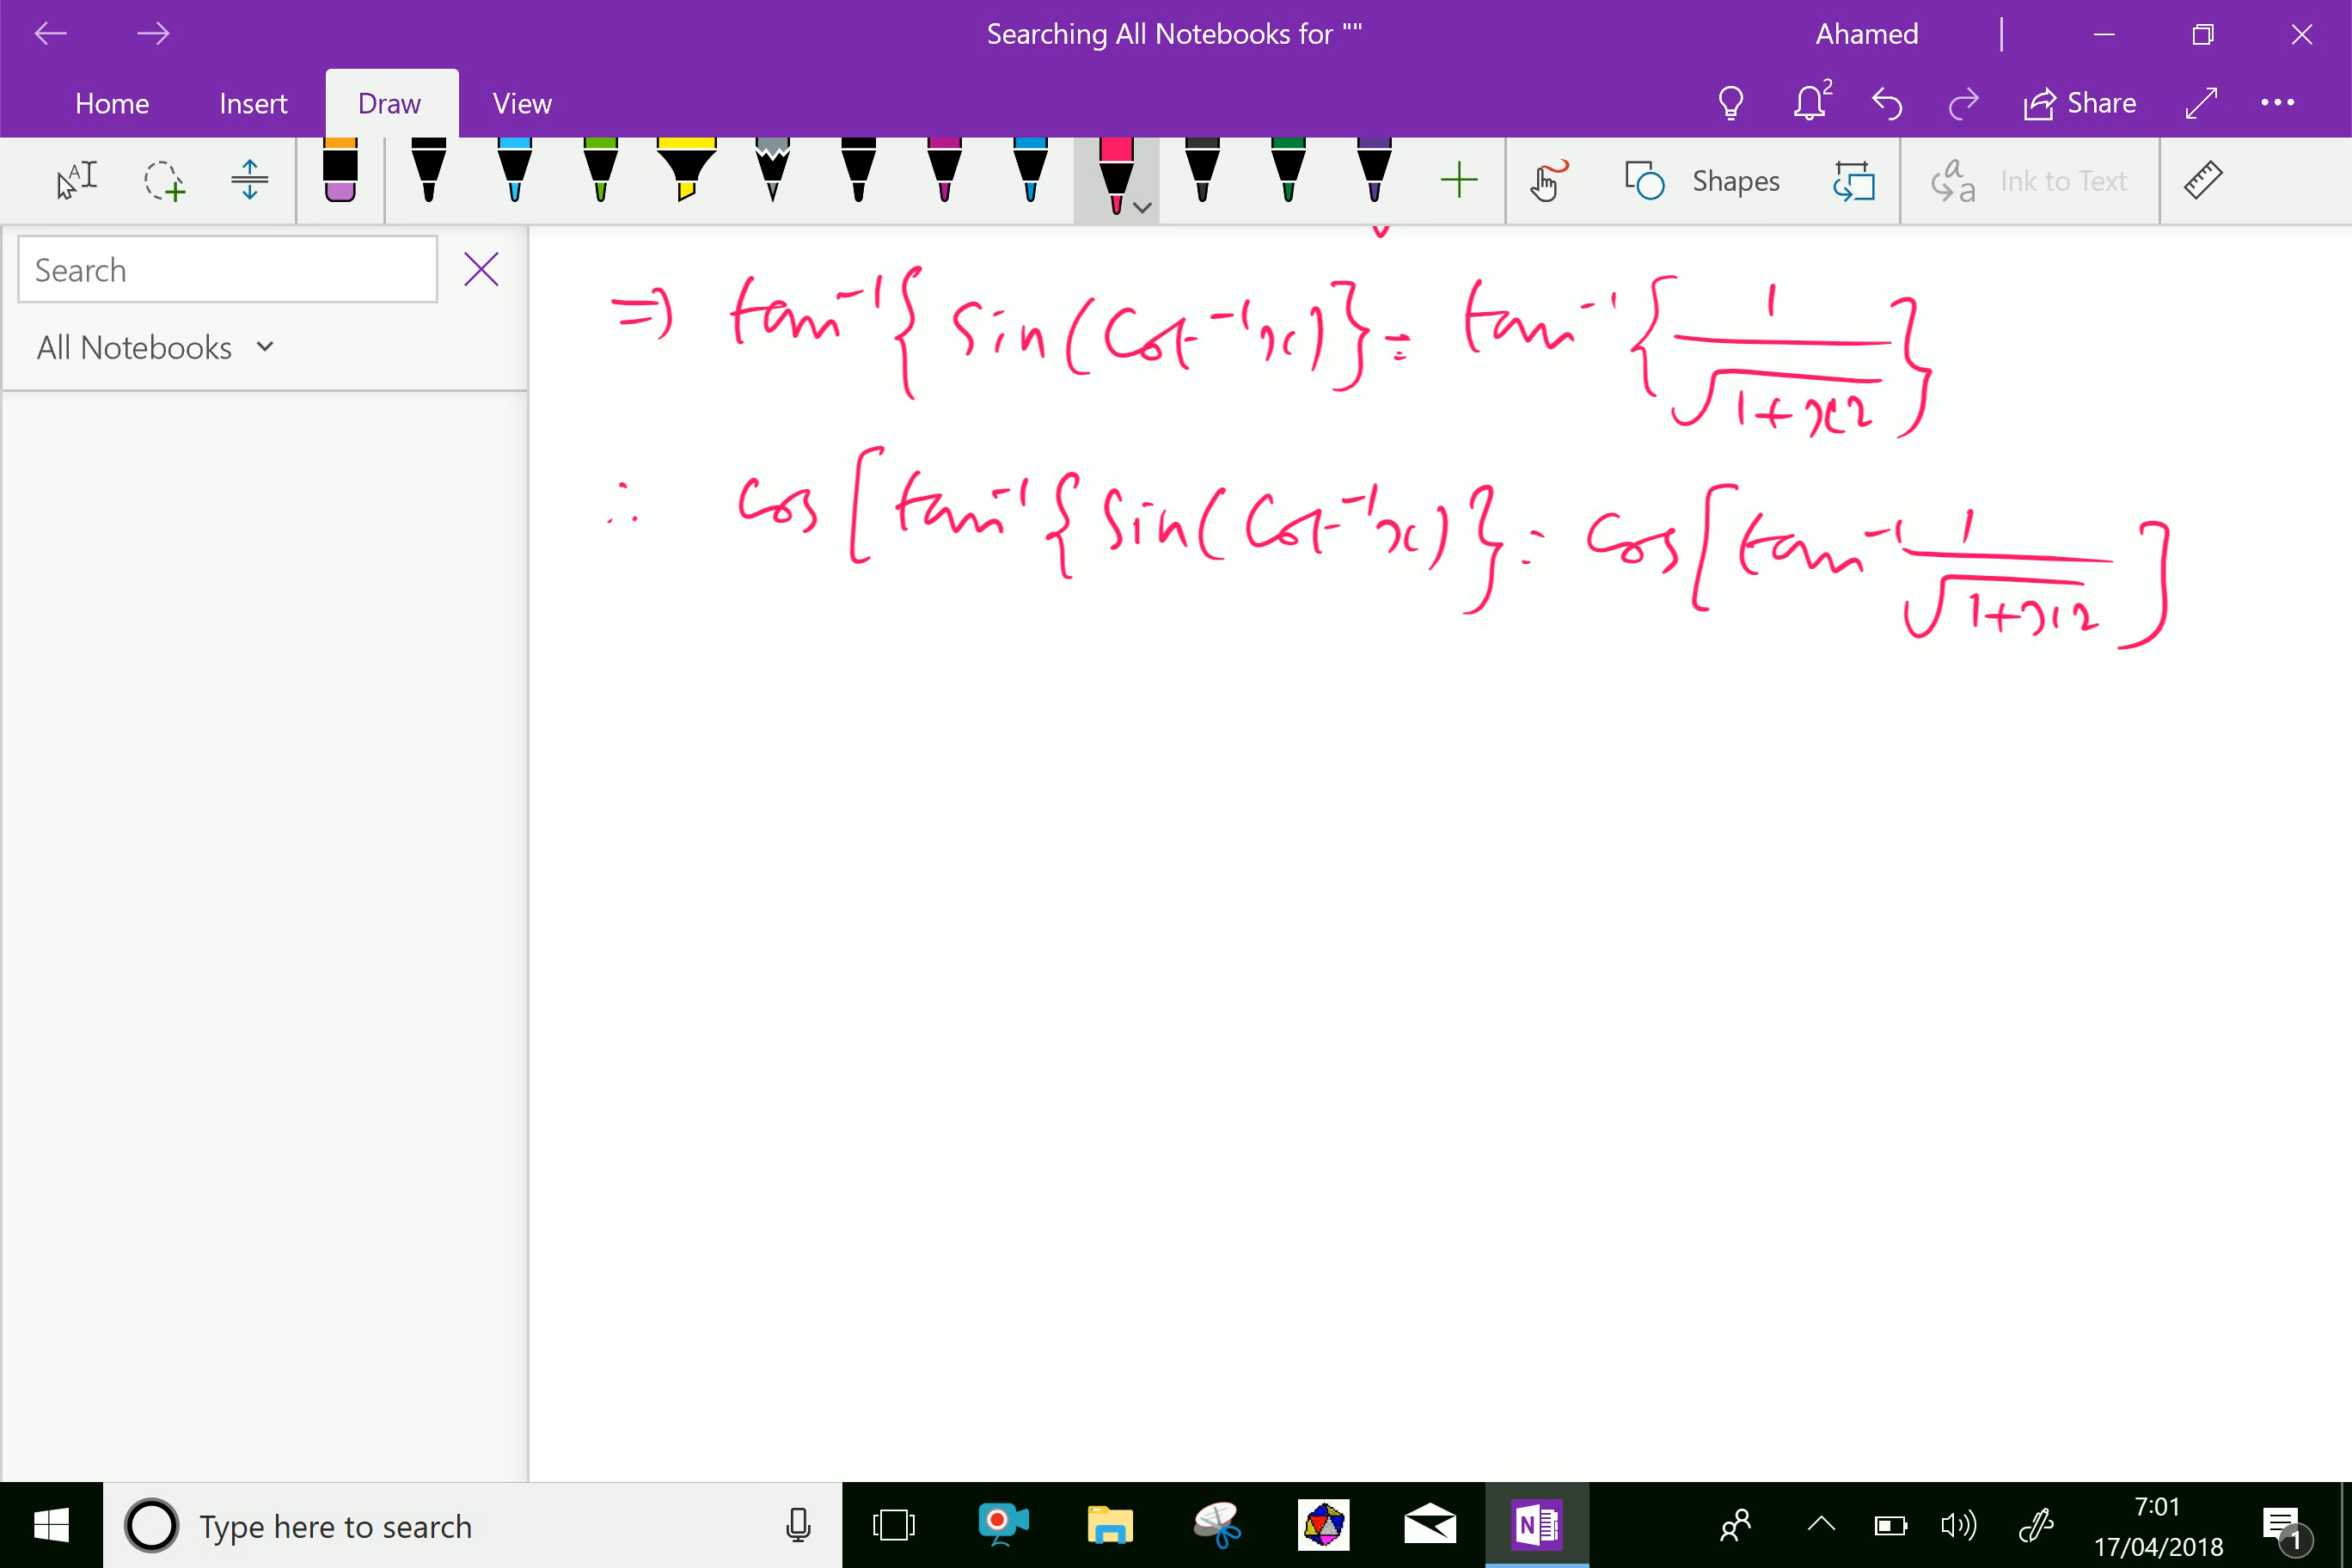 Searching All Notebooks for ""
Ahamed
Home Insert Draw View
2
Share
Shapes
Ink to Text
Search
All Notebooks
⇒ tan⁻¹{sin(Cot⁻¹x)} = tan⁻¹{1/√(1+x²)}
∴ Cos[tan⁻¹{sin(Cot⁻¹x)} = Cos[tan⁻¹ 1/√(1+x²)]
Type here to search
7:01
17/04/2018
1